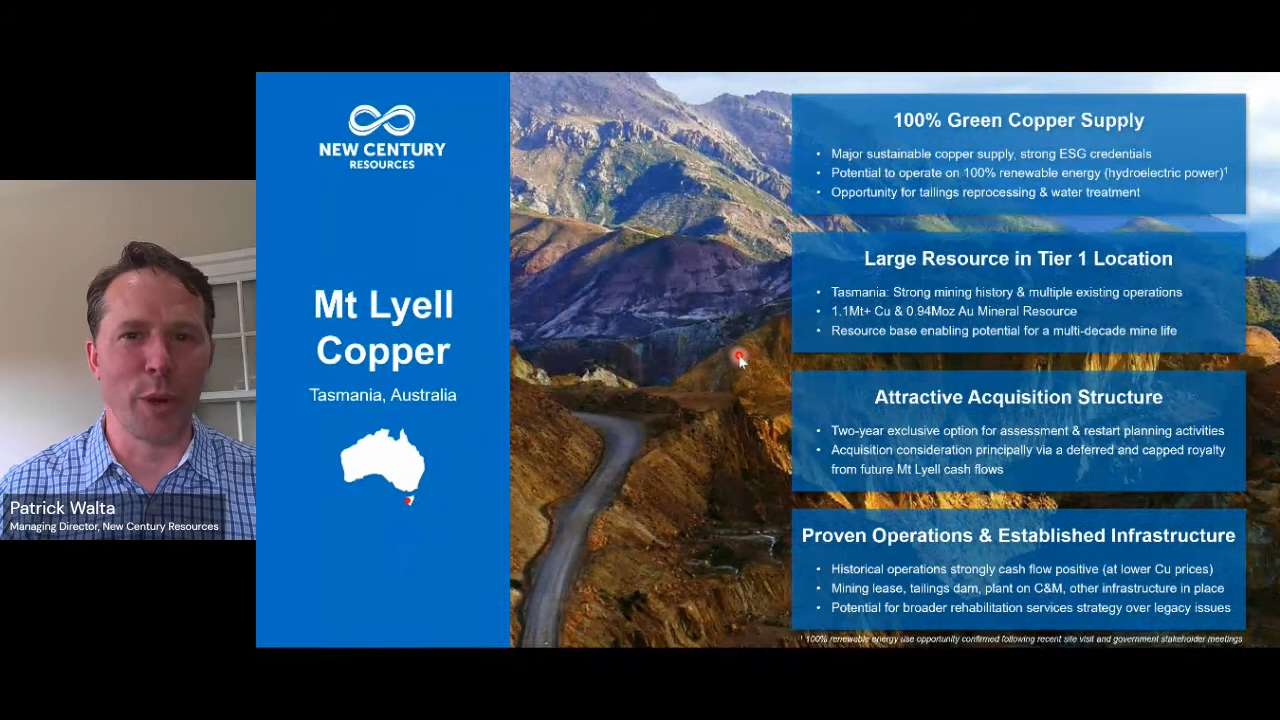 NEW CENTURY
RESOURCES
Mt Lyell
Copper
Tasmania, Australia
Patrick Walta
Managing Director, New Century Resources
100% Green Copper Supply
• Major sustainable copper supply, strong ESG credentials
• Potential to operate on 100% renewable energy (hydroelectric power)¹
• Opportunity for tailings reprocessing & water treatment
Large Resource in Tier 1 Location
• Tasmania: Strong mining history & multiple existing operations
• 1.1Mt+ Cu & 0.94Moz Au Mineral Resource
• Resource base enabling potential for a multi-decade mine life
Attractive Acquisition Structure
• Two-year exclusive option for assessment & restart planning activities
• Acquisition consideration principally via a deferred and capped royalty
from future Mt Lyell cash flows
Proven Operations & Established Infrastructure
• Historical operations strongly cash flow positive (at lower Cu prices)
• Mining lease, tailings dam, plant on C&M, other infrastructure in place
• Potential for broader rehabilitation services strategy over legacy issues
¹ 100% renewable energy use opportunity confirmed following recent site visit and government stakeholder meetings